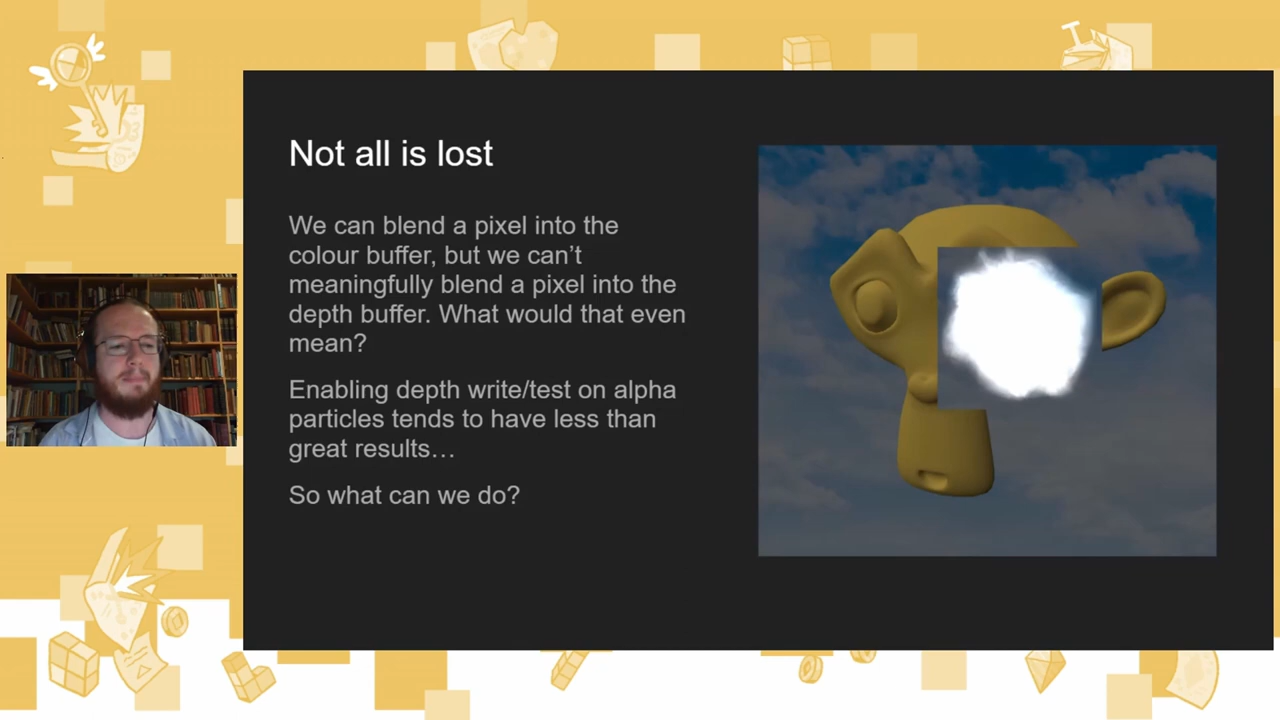 Not all is lost
We can blend a pixel into the
colour buffer, but we can’t
meaningfully blend a pixel into the
depth buffer. What would that even
mean?
Enabling depth write/test on alpha
particles tends to have less than
great results…
So what can we do?